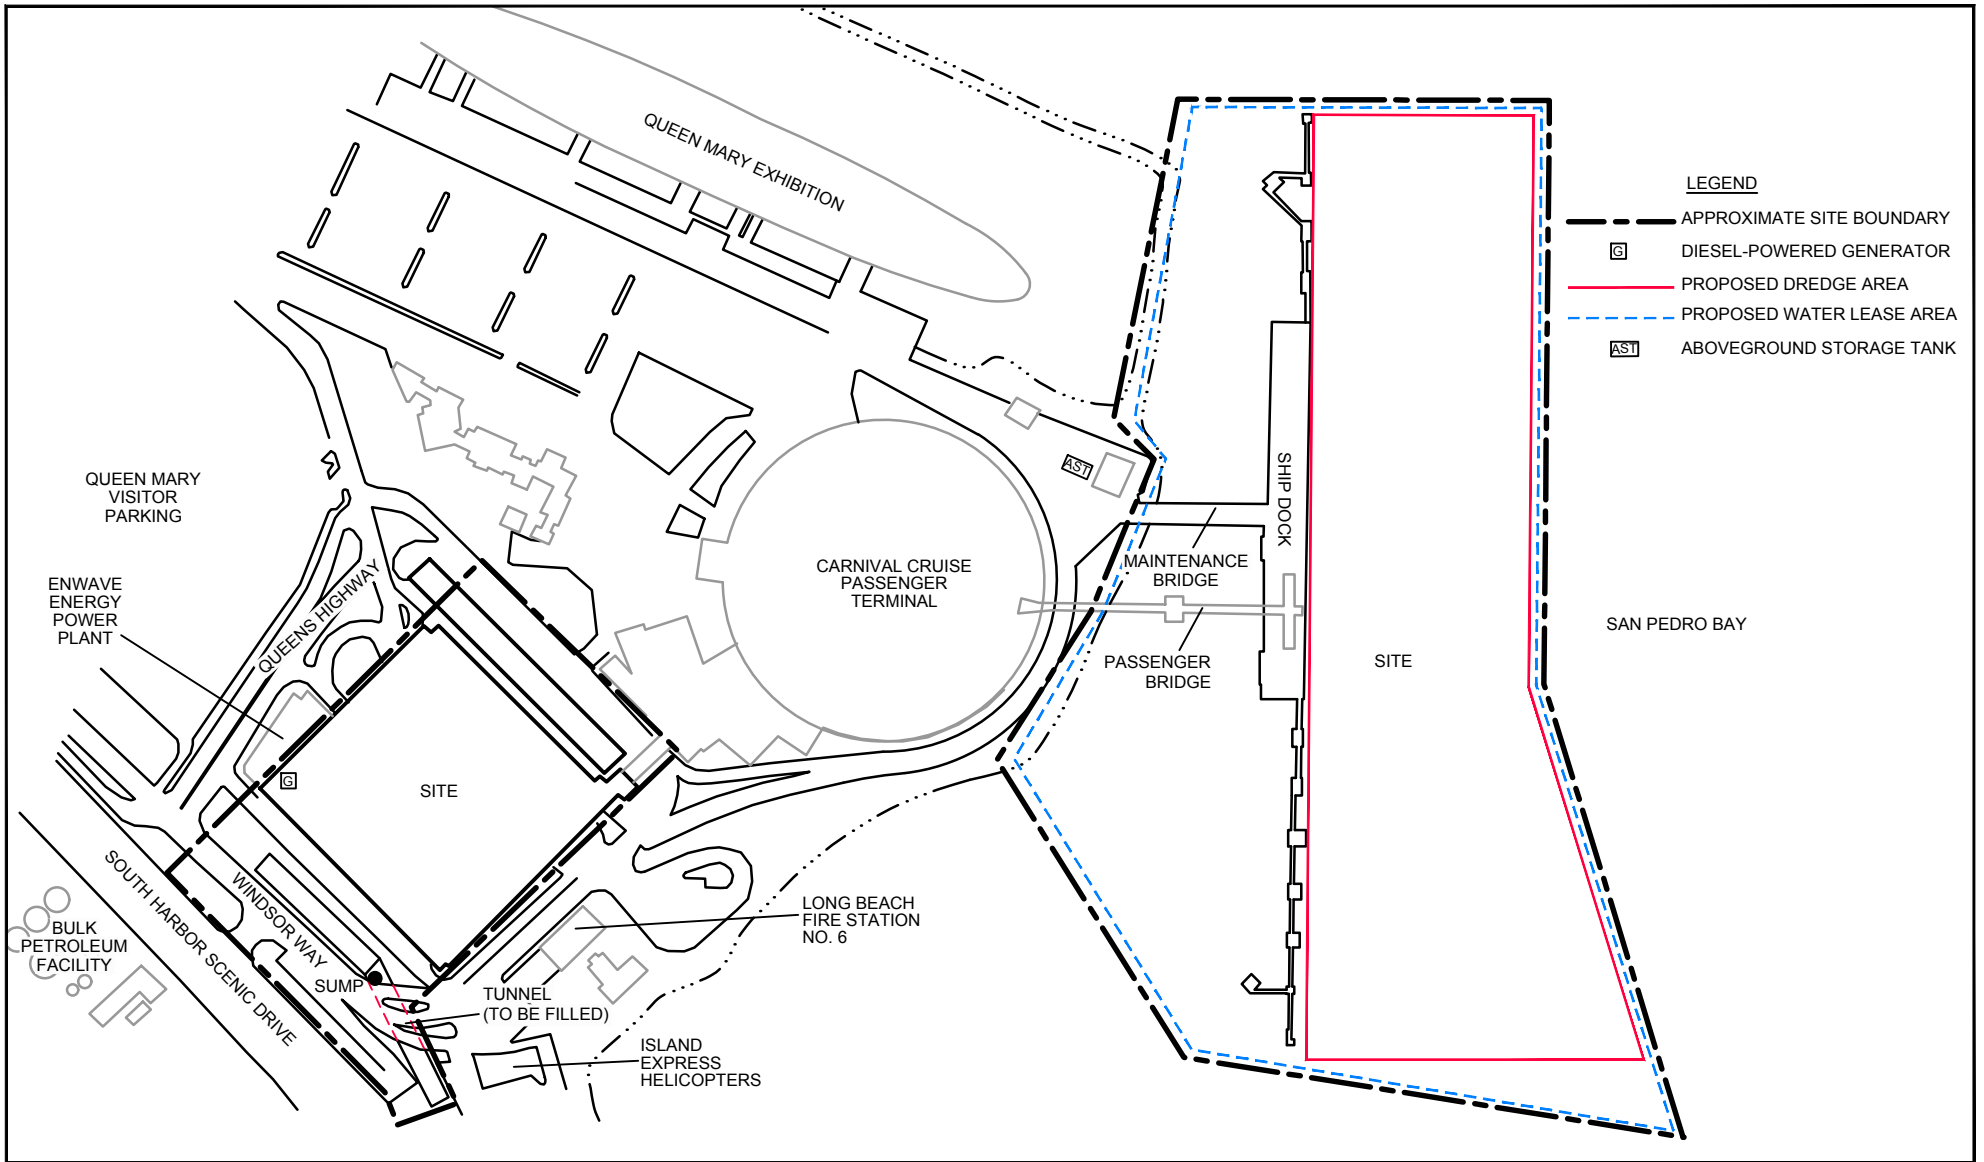 QUEEN MARY EXHIBITION
LEGEND
APPROXIMATE SITE BOUNDARY
G
DIESEL-POWERED GENERATOR
PROPOSED DREDGE AREA
PROPOSED WATER LEASE AREA
AST
ABOVEGROUND STORAGE TANK
QUEEN MARY
VISITOR
PARKING
AST
SHIP DOCK
CARNIVAL CRUISE
PASSENGER
TERMINAL
MAINTENANCE
BRIDGE
ENWAVE
ENERGY
POWER
PLANT
QUEENS HIGHWAY
PASSENGER
BRIDGE
SITE
SAN PEDRO BAY
G
SITE
SOUTH HARBOR SCENIC DRIVE
WINDSOR WAY
BULK
PETROLEUM
FACILITY
SUMP
TUNNEL
(TO BE FILLED)
LONG BEACH
FIRE STATION
NO. 6
ISLAND
EXPRESS
HELICOPTERS